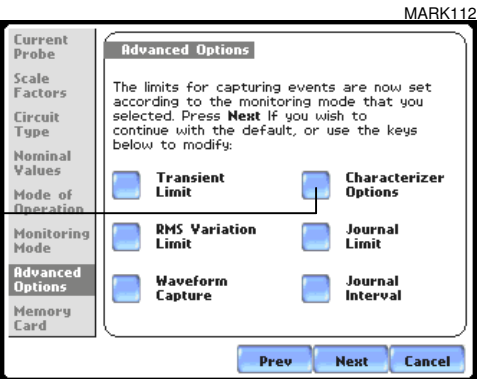 MARK112
Current
Probe
Scale
Factors
Circuit
Type
Nominal
Values
Mode of
Operation
Monitoring
Mode
Advanced
Options
Memory
Card
Advanced Options
The limits for capturing events are now set
according to the monitoring mode that you
selected. Press Next If you wish to
continue with the default, or use the keys
below to modify:
Transient
Limit
Characterizer
Options
RMS Variation
Limit
Journal
Limit
Waveform
Capture
Journal
Interval
Prev
Next
Cancel